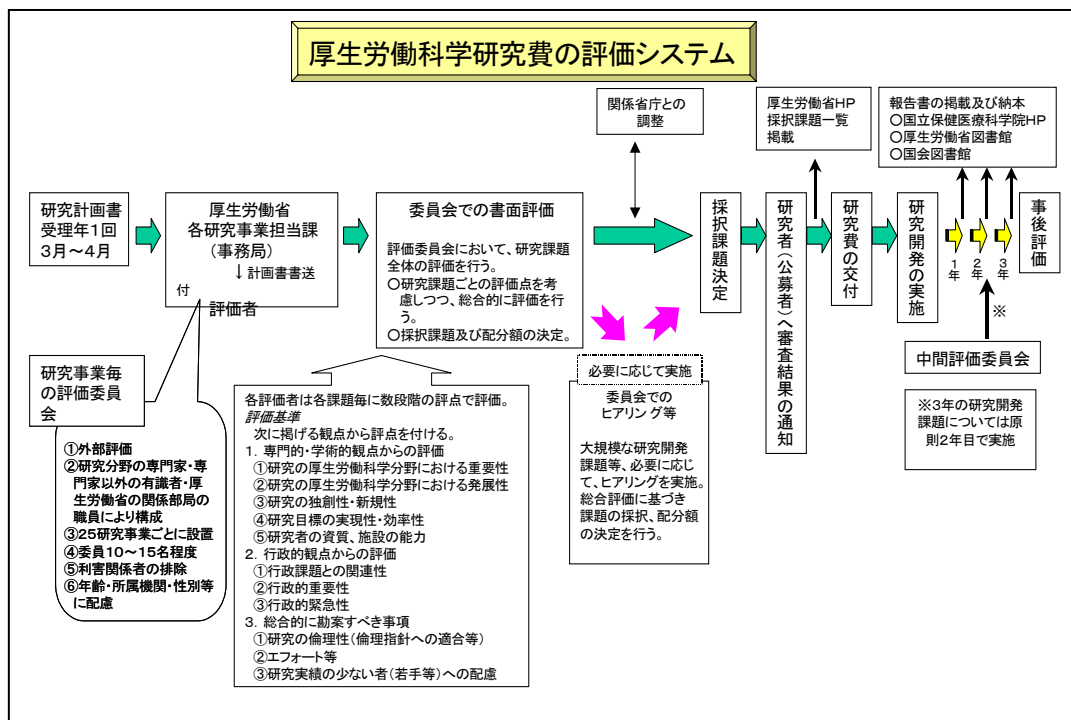 厚生労働科学研究費の評価システム
関係省庁との
調整
厚生労働省HP
採択課題一覧
掲載
報告書の掲載及び納本
○国立保健医療科学院HP
○厚生労働省図書館
○国会図書館
研究計画書
受理年1回
3月～4月
厚生労働省
各研究事業担当課
(事務局)
↓計画書書送
付
評価者
委員会での書面評価
評価委員会において、研究課題
全体の評価を行う。
○研究課題ごとの評価点を考
慮しつつ、総合的に評価を行
う。
○採択課題及び配分額の決定。
採択課題決定
研究者(公募者)へ審査結果の通知
研究費の交付
研究開発の実施
1年
2年
3年
事後評価
※
中間評価委員会
※3年の研究開発
課題については原
則2年目で実施
必要に応じて実施
委員会での
ヒアリング等
大規模な研究開発
課題等、必要に応じ
て、ヒアリングを実施。
総合評価に基づき
課題の採択、配分額
の決定を行う。
研究事業毎
の評価委員
会
①外部評価
②研究分野の専門家・専
門家以外の有識者・厚
生労働省の関係部局の
職員により構成
③25研究事業ごとに設置
④委員10～15名程度
⑤利害関係者の排除
⑥年齢・所属機関・性別等
に配慮
各評価者は各課題毎に数段階の評点で評価。
評価基準
次に掲げる観点から評点を付ける。
1．専門的・学術的観点からの評価
①研究の厚生労働科学分野における重要性
②研究の厚生労働科学分野における発展性
③研究の独創性・新規性
④研究目標の実現性・効率性
⑤研究者の資質、施設の能力
2．行政的観点からの評価
①行政課題との関連性
②行政的重要性
③行政的緊急性
3．総合的に勘案すべき事項
①研究の倫理性(倫理指針への適合等)
②エフォート等
③研究実績の少ない者(若手等)への配慮